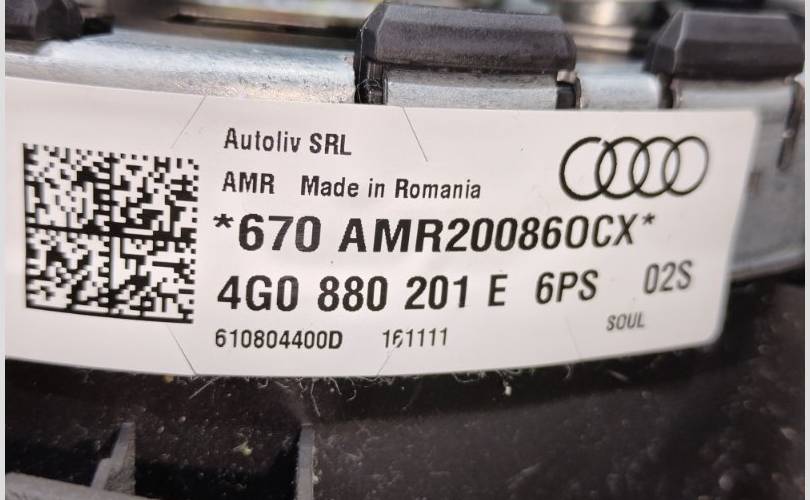 Autoliv SRL
AMR Made in Romania
*670 AMR200860CX*
4G0 880 201 E 6PS 02S
SOUL
610804400D 161111